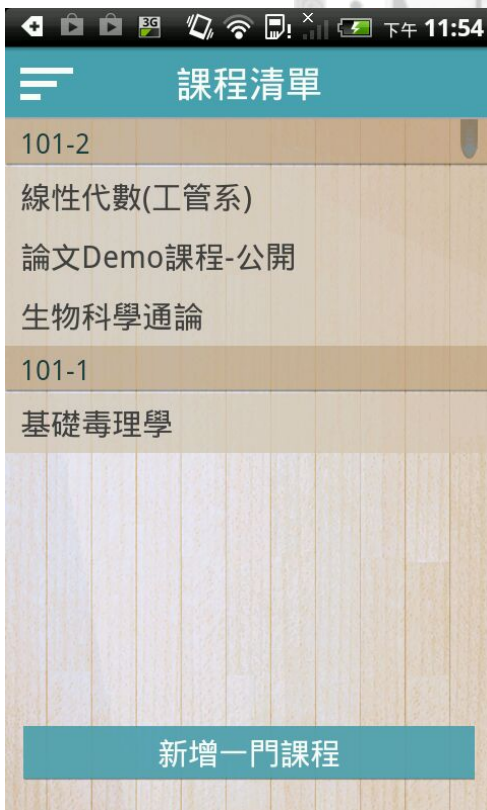 3G
下午 11:54
課程清單
101-2
線性代數(工管系)
論文Demo課程-公開
生物科學通論
101-1
基礎毒理學
新增一門課程